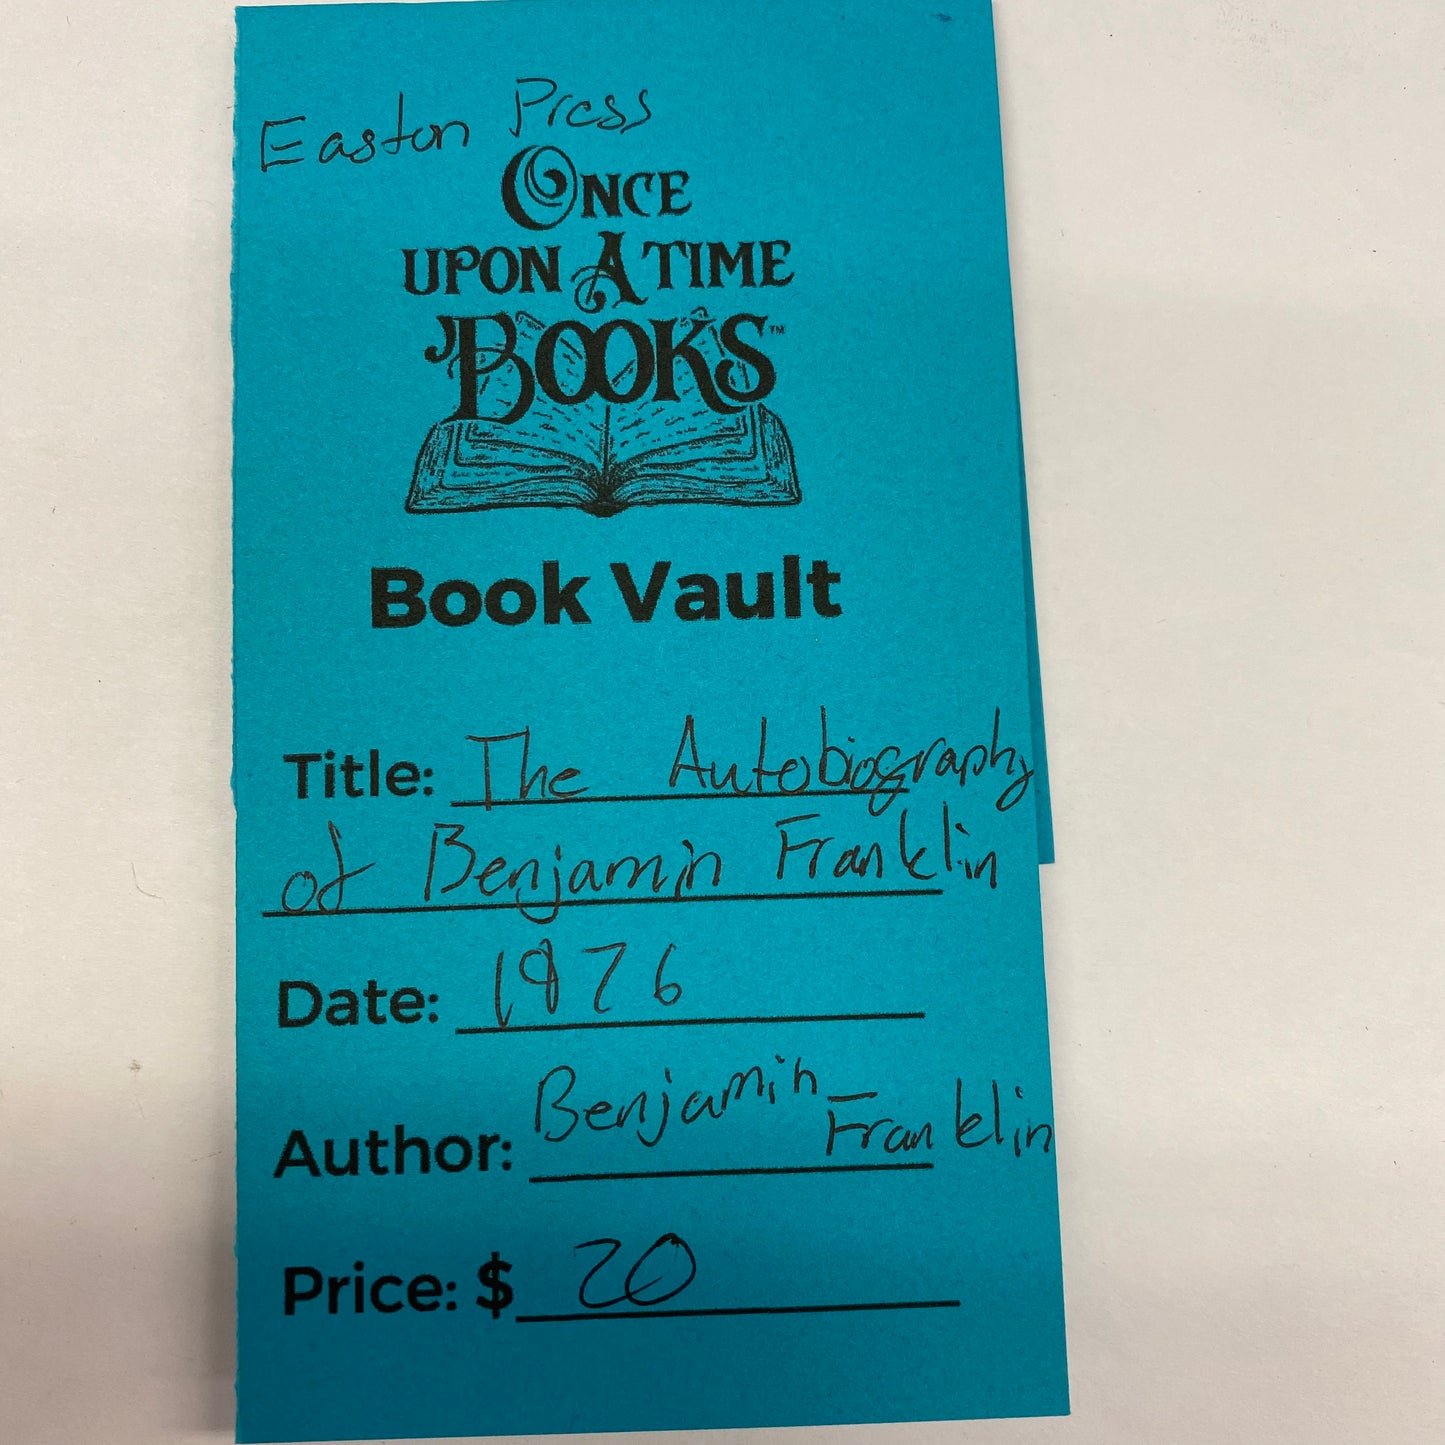 Easton Press
ONCE
UPON A TIME
BOOKS™
Book Vault
Title: The Autobiography
of Benjamin Franklin
Date: 1976
Author: Benjamin Franklin
Price: $ 20